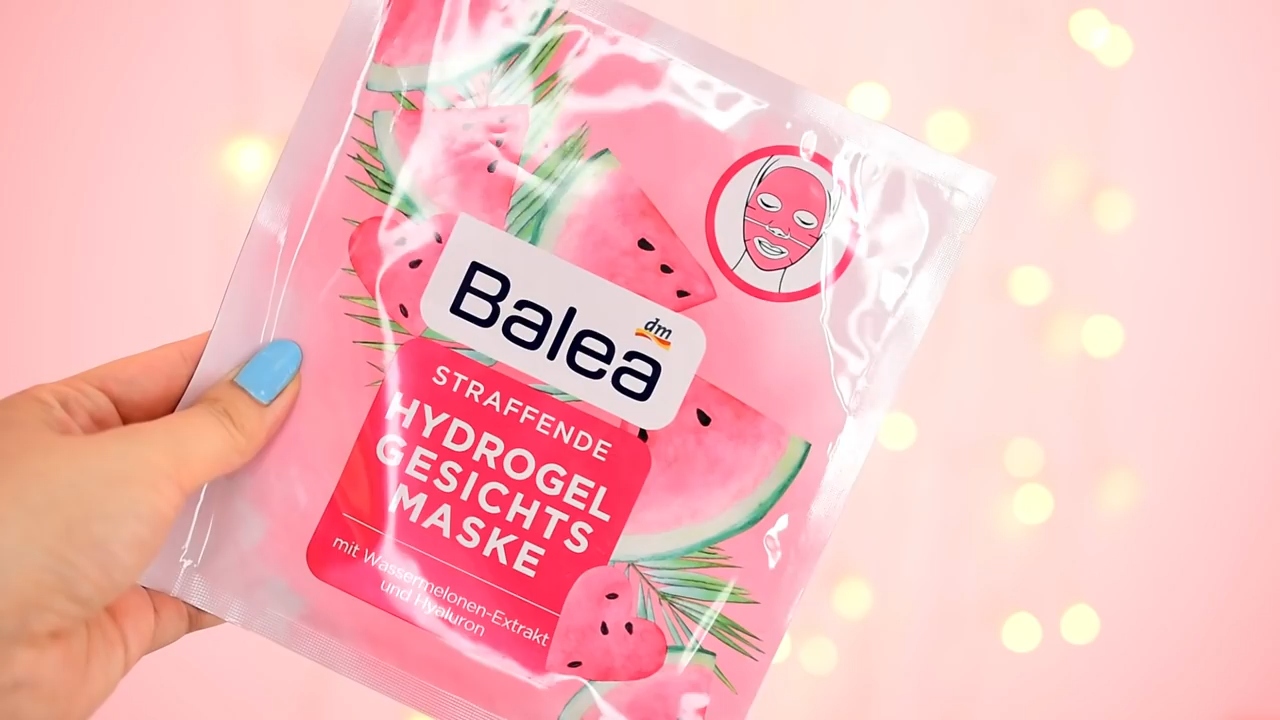 Balea
dm
STRAFFENDE
HYDROGEL
GESICHTS
MASKE
mit Wassermelonen-Extrakt
und Hyaluron